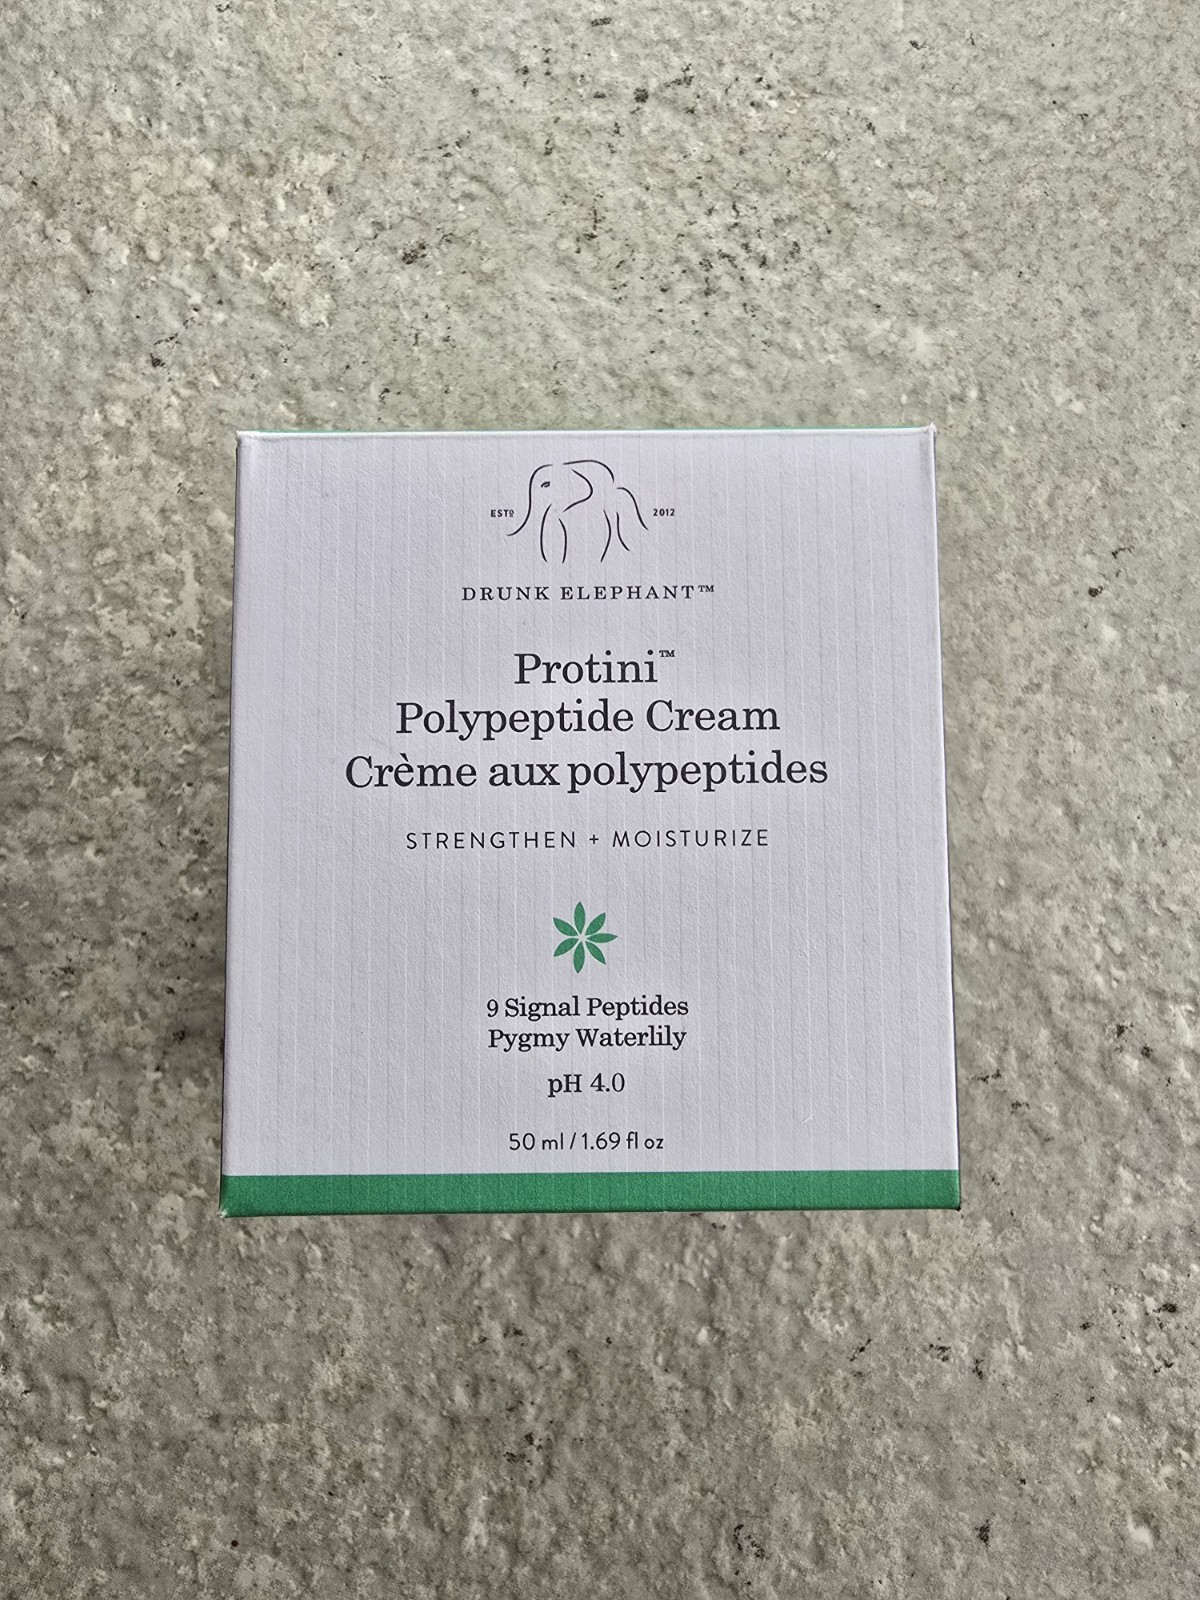 ESTD 2012
DRUNK ELEPHANT™
Protini™
Polypeptide Cream
Crème aux polypeptides
STRENGTHEN + MOISTURIZE
9 Signal Peptides
Pygmy Waterlily
pH 4.0
50 ml / 1.69 fl oz